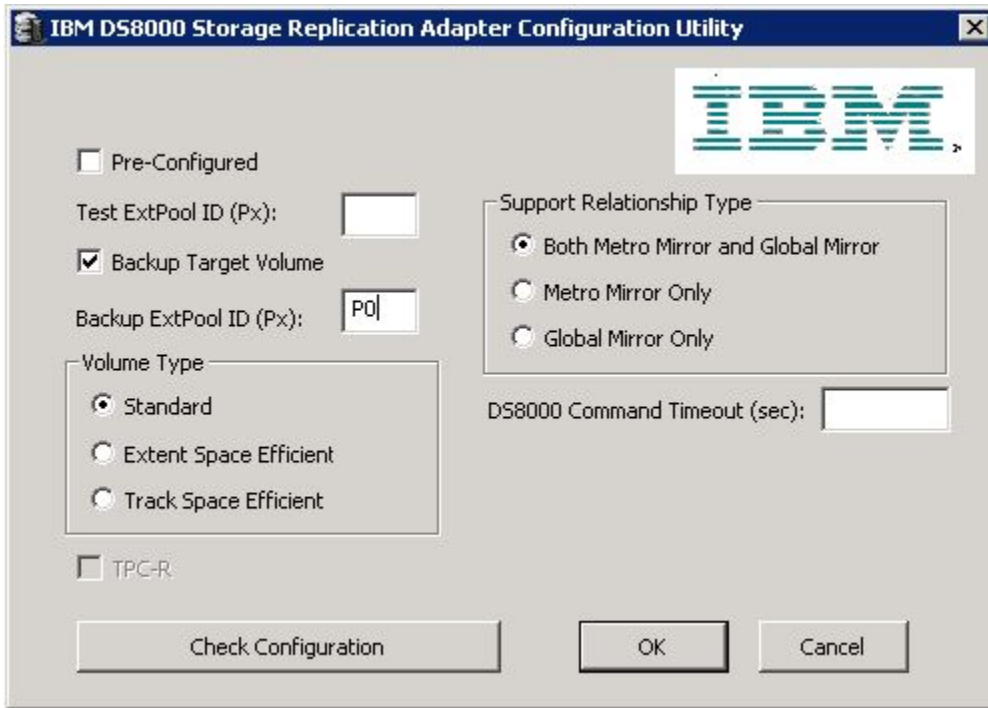 IBM DS8000 Storage Replication Adapter Configuration Utility
IBM
Pre-Configured
Test ExtPool ID (Px):
Backup Target Volume
Backup ExtPool ID (Px): P0
Volume Type
Standard
Extent Space Efficient
Track Space Efficient
TPC-R
Support Relationship Type
Both Metro Mirror and Global Mirror
Metro Mirror Only
Global Mirror Only
DS8000 Command Timeout (sec):
Check Configuration
OK
Cancel